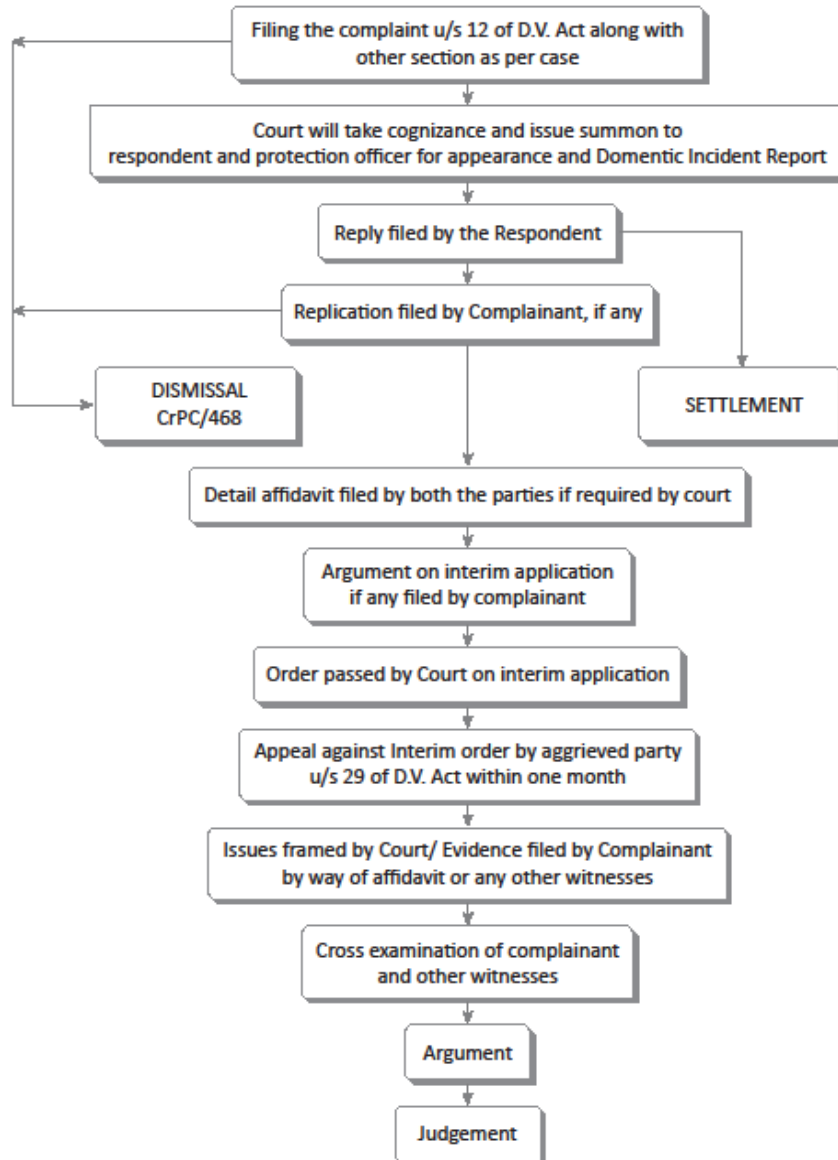 Filing the complaint u/s 12 of D.V. Act along with
other section as per case
Court will take cognizance and issue summon to
respondent and protection officer for appearance and Domentic Incident Report
Reply filed by the Respondent
Replication filed by Complainant, if any
DISMISSAL
CrPC/468
SETTLEMENT
Detail affidavit filed by both the parties if required by court
Argument on interim application
if any filed by complainant
Order passed by Court on interim application
Appeal against Interim order by aggrieved party
u/s 29 of D.V. Act within one month
Issues framed by Court/ Evidence filed by Complainant
by way of affidavit or any other witnesses
Cross examination of complainant
and other witnesses
Argument
Judgement